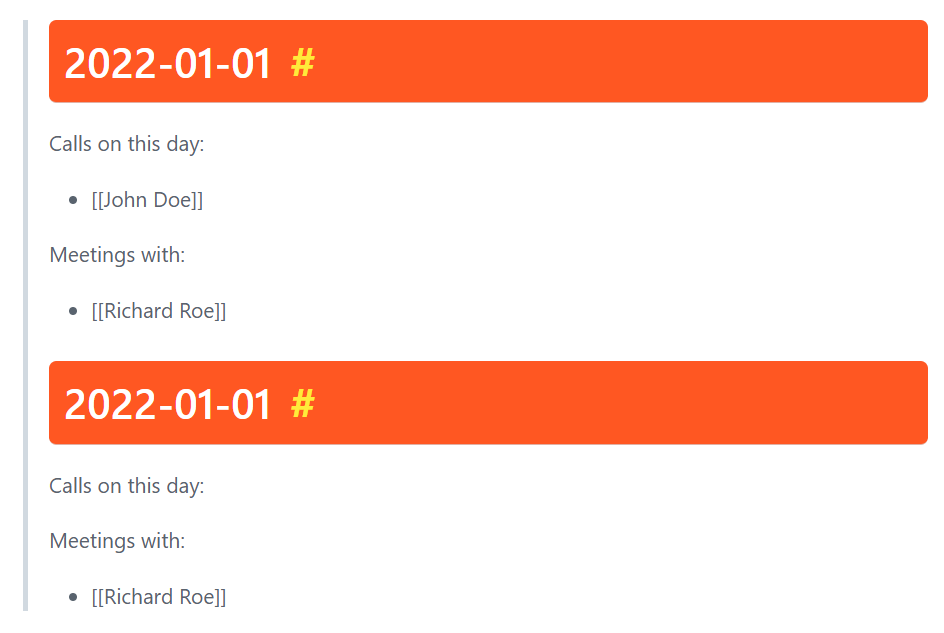 2022-01-01 #
Calls on this day:
• [[John Doe]]
Meetings with:
• [[Richard Roe]]
2022-01-01 #
Calls on this day:
Meetings with:
• [[Richard Roe]]